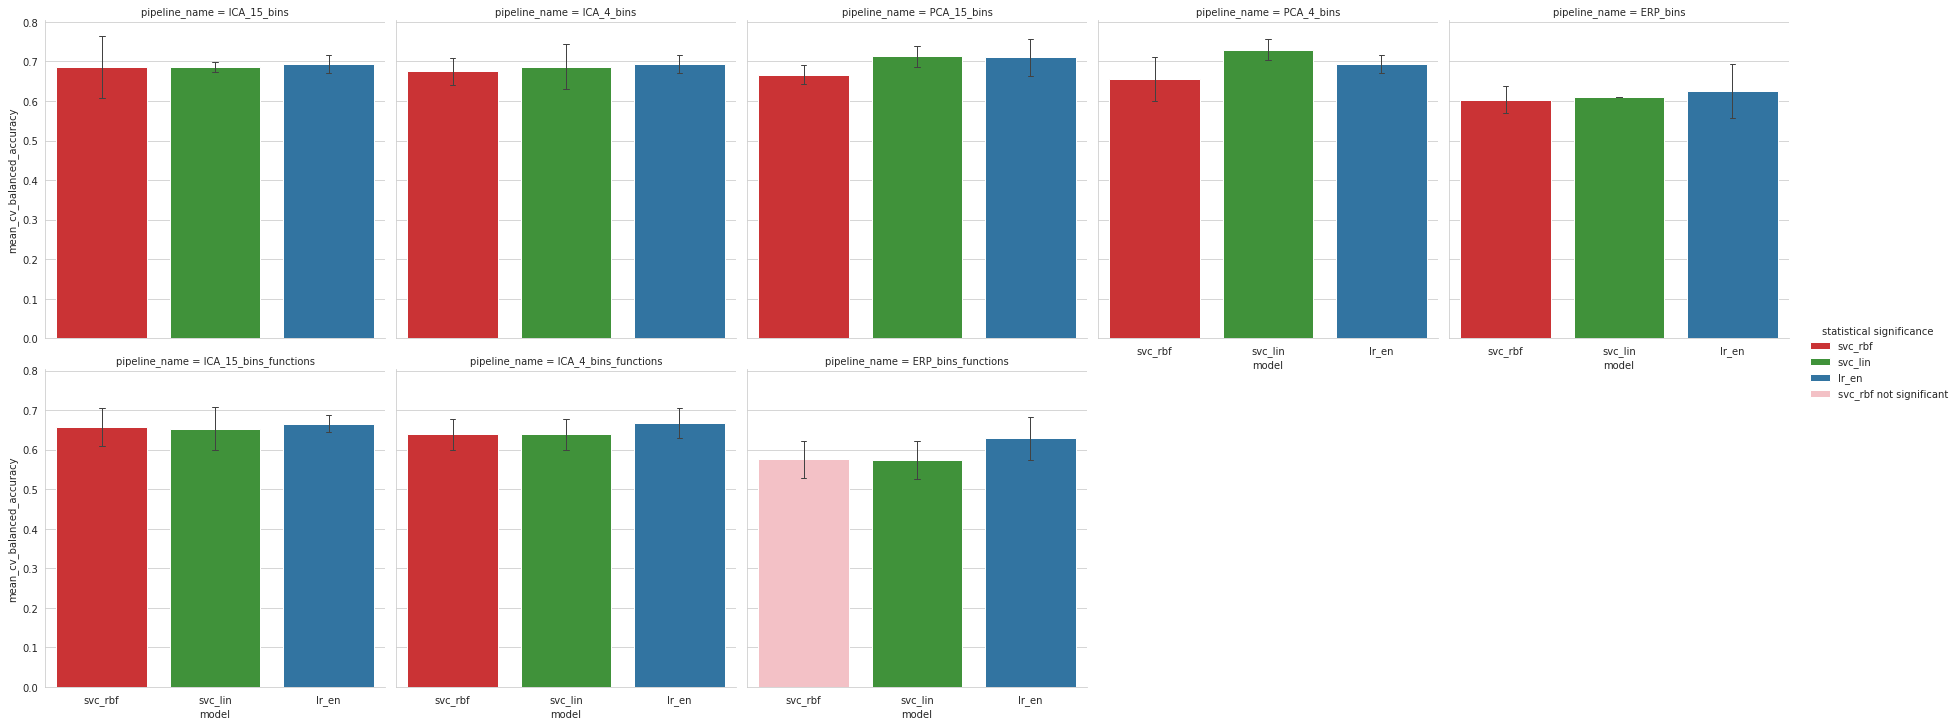 pipeline_name = ICA_15_bins
pipeline_name = ICA_4_bins
pipeline_name = PCA_15_bins
pipeline_name = PCA_4_bins
pipeline_name = ERP_bins
0.8
0.7
0.6
0.5
0.4
0.3
0.2
0.1
0.0
mean_cv_balanced_accuracy
svc_rbf svc_lin lr_en
model
svc_rbf svc_lin lr_en
model
pipeline_name = ICA_15_bins_functions
pipeline_name = ICA_4_bins_functions
pipeline_name = ERP_bins_functions
0.8
0.7
0.6
0.5
0.4
0.3
0.2
0.1
0.0
mean_cv_balanced_accuracy
svc_rbf svc_lin lr_en
model
svc_rbf svc_lin lr_en
model
svc_rbf svc_lin lr_en
model
statistical significance
svc_rbf
svc_lin
lr_en
svc_rbf not significant